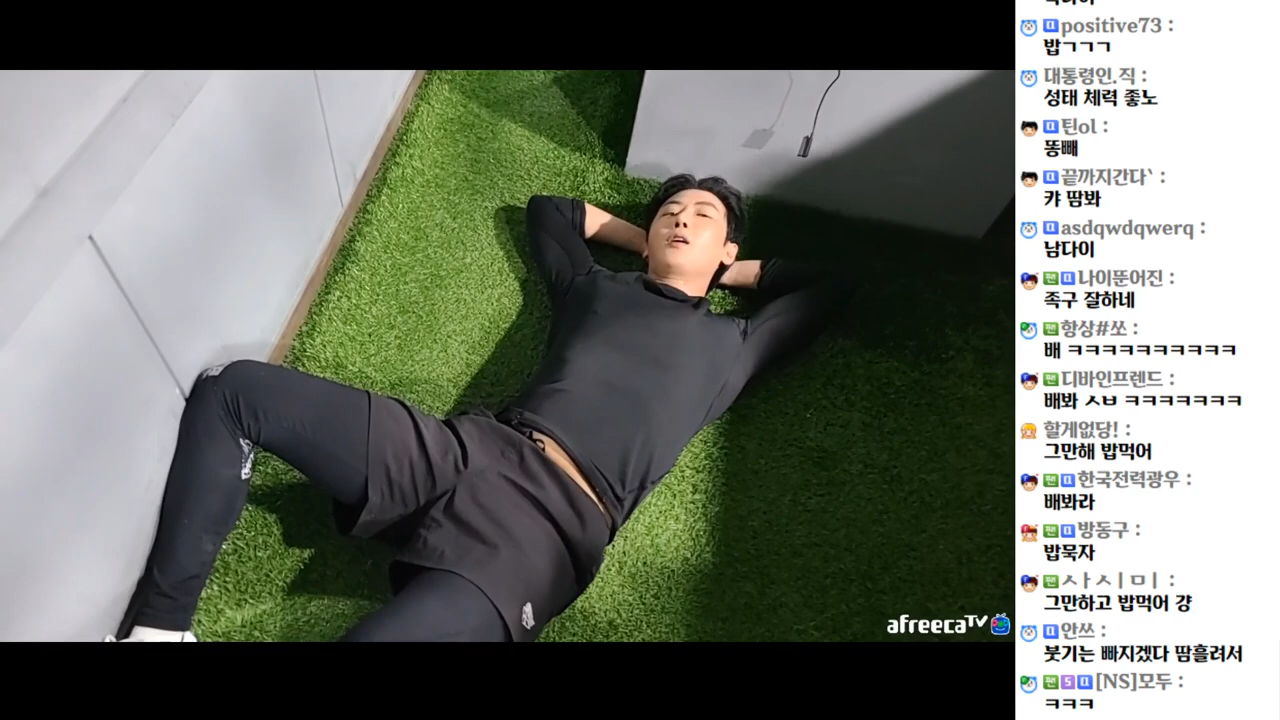 positive73 :
밥ㄱㄱㄱ
대통령인.직 :
성태 체력 좋노
틴ol :
똥빼
끝까지간다` :
캬 땀봐
asdqwdqwerq :
남다이
나이뚠어진 :
족구 잘하네
항상#쏘 :
배 ㅋㅋㅋㅋㅋㅋㅋㅋㅋㅋ
디바인프렌드 :
배봐 ㅅㅂ ㅋㅋㅋㅋㅋㅋㅋ
할게없당! :
그만해 밥먹어
한국전력광우 :
배봐라
방동구 :
밥묵자
ㅅㅏㅅㅣㅁㅣ :
그만하고 밥먹어 걍
안쓰 :
붓기는 빠지겠다 땀흘려서
[NS]모두 :
ㅋㅋㅋ
afreecaTV